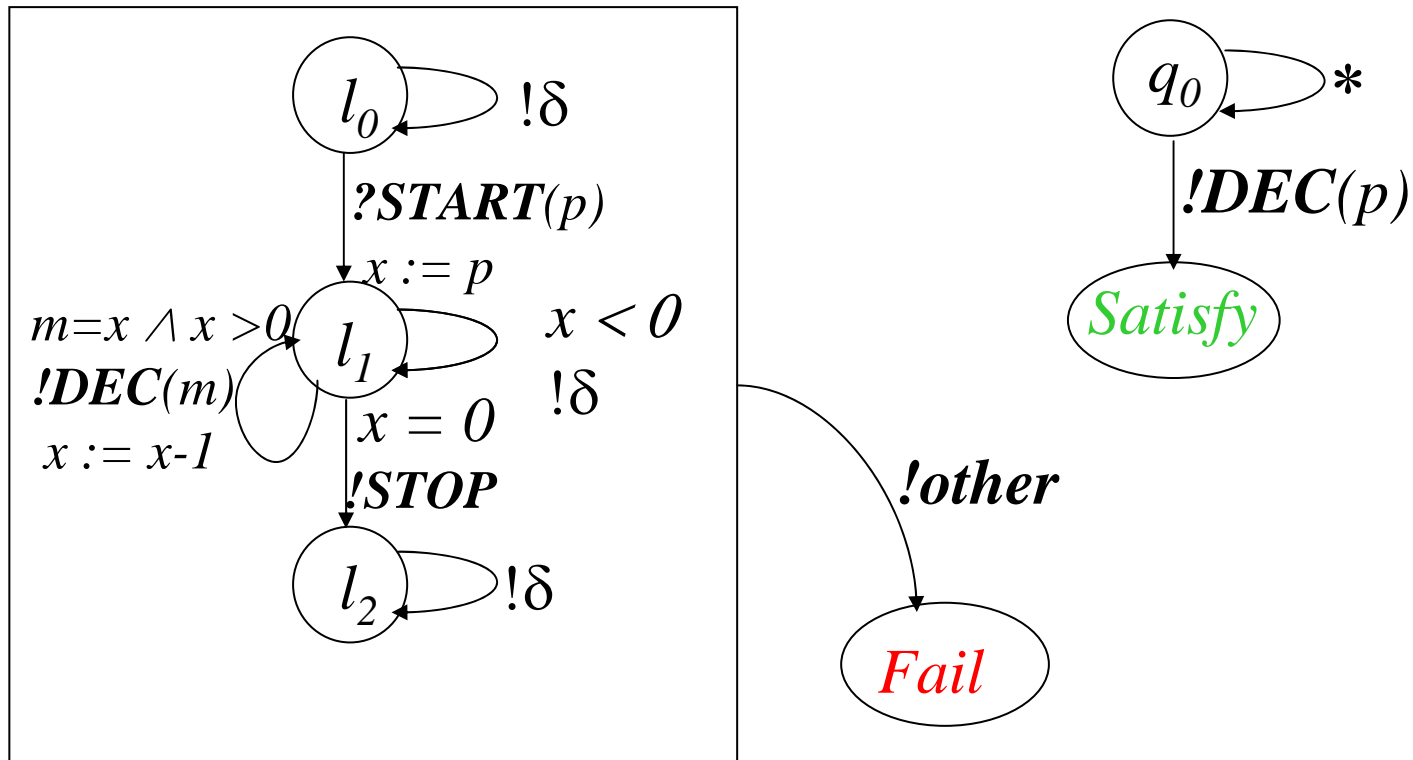 l0
!δ
?START(p)
x := p
m=x ∧ x >0
!DEC(m)
x := x-1
l1
x < 0
!δ
x = 0
!STOP
l2
!δ
q0
*
!DEC(p)
Satisfy
!other
Fail